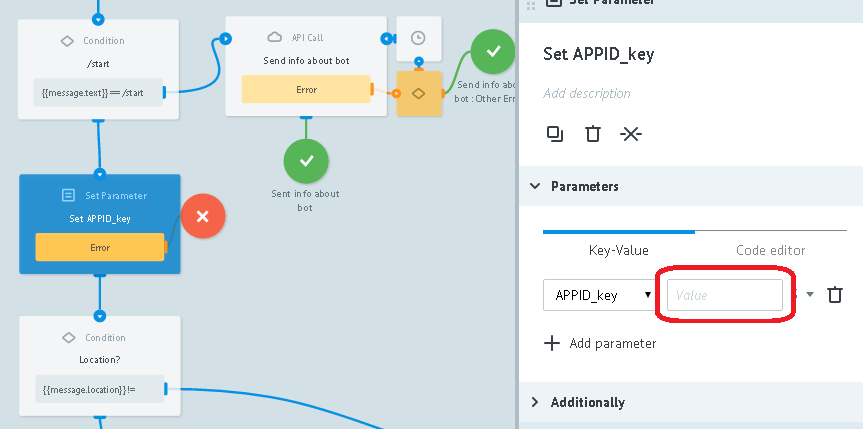 Condition
/start
{{message.text}}==/start
API Call
Send info about bot
Error
Send info abo
bot : Other Err
Sent info about
bot
Set Parameter
Set APPID_key
Error
Condition
Location?
{{message.location}}!=
Set Parameter
Set APPID_key
Add description
Parameters
Key-Value
Code editor
APPID_key
Value
Add parameter
Additionally